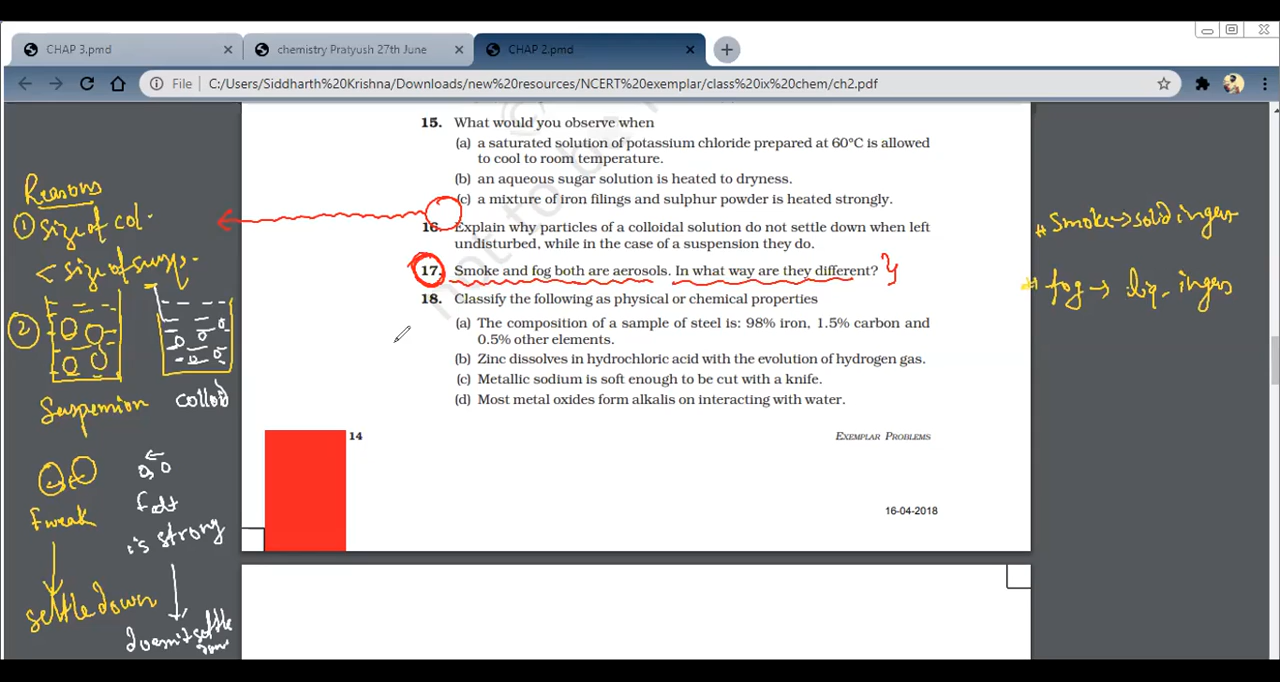 CHAP 3.pmd
chemistry Pratyush 27th June
CHAP 2.pmd
File
C:/Users/Siddharth%20Krishna/Downloads/new%20resources/NCERT%20exemplar/class%20ix%20chem/ch2.pdf
not to be
15. What would you observe when
(a) a saturated solution of potassium chloride prepared at 60°C is allowed
to cool to room temperature.
(b) an aqueous sugar solution is heated to dryness.
(c) a mixture of iron filings and sulphur powder is heated strongly.
16. Explain why particles of a colloidal solution do not settle down when left
undisturbed, while in the case of a suspension they do.
17. Smoke and fog both are aerosols. In what way are they different?
18. Classify the following as physical or chemical properties
(a) The composition of a sample of steel is: 98% iron, 1.5% carbon and
0.5% other elements.
(b) Zinc dissolves in hydrochloric acid with the evolution of hydrogen gas.
(c) Metallic sodium is soft enough to be cut with a knife.
(d) Most metal oxides form alkalis on interacting with water.
14
EXEMPLAR PROBLEMS
16-04-2018
Reasons
① size of col.
< size of susp.
②
Suspension
colloid
F weak
settle down
is strong
# Smoke → solid in gas
# fog → liq. in gas